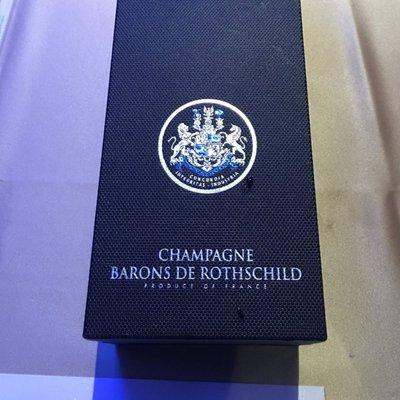 CONCORDIA
INTEGRITAS - INDUSTRIA
CHAMPAGNE
BARONS DE ROTHSCHILD
PRODUCT OF FRANCE